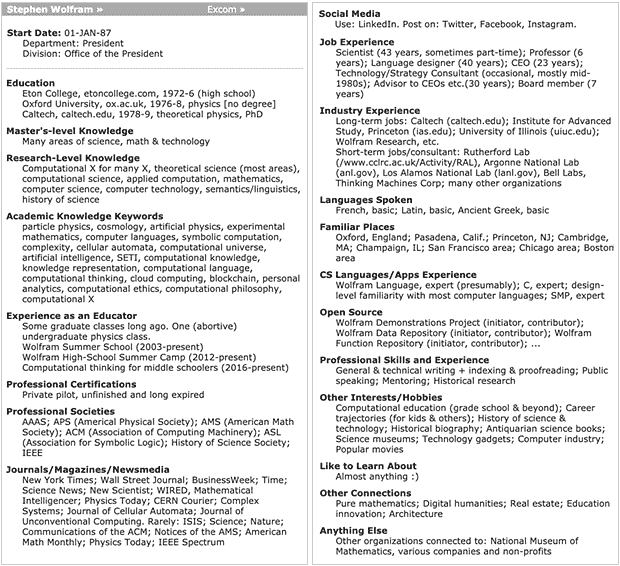 Stephen Wolfram »
Excom »
Start Date: 01-JAN-87
Department: President
Division: Office of the President
Education
Eton College, etoncollege.com, 1972-6 (high school)
Oxford University, ox.ac.uk, 1976-8, physics [no degree]
Caltech, caltech.edu, 1978-9, theoretical physics, PhD
Master's-level Knowledge
Many areas of science, math & technology
Research-Level Knowledge
Computational X for many X, theoretical science (most areas),
computational science, applied computation, mathematics,
computer science, computer technology, semantics/linguistics,
history of science
Academic Knowledge Keywords
particle physics, cosmology, artificial physics, experimental
mathematics, computer languages, symbolic computation,
complexity, cellular automata, computational universe,
artificial intelligence, SETI, computational knowledge,
knowledge representation, computational language,
computational thinking, cloud computing, blockchain, personal
analytics, computational ethics, computational philosophy,
computational X
Experience as an Educator
Some graduate classes long ago. One (abortive)
undergraduate physics class.
Wolfram Summer School (2003-present)
Wolfram High-School Summer Camp (2012-present)
Computational thinking for middle schoolers (2016-present)
Professional Certifications
Private pilot, unfinished and long expired
Professional Societies
AAAS; APS (Americal Physical Society); AMS (American Math
Society); ACM (Association of Computing Machinery); ASL
(Association for Symbolic Logic); History of Science Society;
IEEE
Journals/Magazines/Newsmedia
New York Times; Wall Street Journal; BusinessWeek; Time;
Science News; New Scientist; WIRED, Mathematical
Intelligencer; Physics Today; CERN Courier; Complex
Systems; Journal of Cellular Automata; Journal of
Unconventional Computing. Rarely: ISIS; Science; Nature;
Communications of the ACM; Notices of the AMS; American
Math Monthly; Physics Today; IEEE Spectrum
Social Media
Use: LinkedIn. Post on: Twitter, Facebook, Instagram.
Job Experience
Scientist (43 years, sometimes part-time); Professor (6
years); Language designer (40 years); CEO (23 years);
Technology/Strategy Consultant (occasional, mostly mid-
1980s); Advisor to CEOs etc.(30 years); Board member (7
years)
Industry Experience
Long-term jobs: Caltech (caltech.edu); Institute for Advanced
Study, Princeton (ias.edu); University of Illinois (uiuc.edu);
Wolfram Research, etc.
Short-term jobs/consultant: Rutherford Lab
(/www.cclrc.ac.uk/Activity/RAL), Argonne National Lab
(anl.gov), Los Alamos National Lab (lanl.gov), Bell Labs,
Thinking Machines Corp; many other organizations
Languages Spoken
French, basic; Latin, basic, Ancient Greek, basic
Familiar Places
Oxford, England; Pasadena, Calif.; Princeton, NJ; Cambridge,
MA; Champaign, IL; San Francisco area; Chicago area; Boston
area
CS Languages/Apps Experience
Wolfram Language, expert (presumably); C, expert; design-
level familiarity with most computer languages; SMP, expert
Open Source
Wolfram Demonstrations Project (initiator, contributor);
Wolfram Data Repository (initiator, contributor); Wolfram
Function Repository (initiator, contributor); ...
Professional Skills and Experience
General & technical writing + indexing & proofreading; Public
speaking; Mentoring; Historical research
Other Interests/Hobbies
Computational education (grade school & beyond); Career
trajectories (for kids & others); History of science &
technology; Historical biography; Antiquarian science books;
Science museums; Technology gadgets; Computer industry;
Popular movies
Like to Learn About
Almost anything :)
Other Connections
Pure mathematics; Digital humanities; Real estate; Education
innovation; Architecture
Anything Else
Other organizations connected to: National Museum of
Mathematics, various companies and non-profits